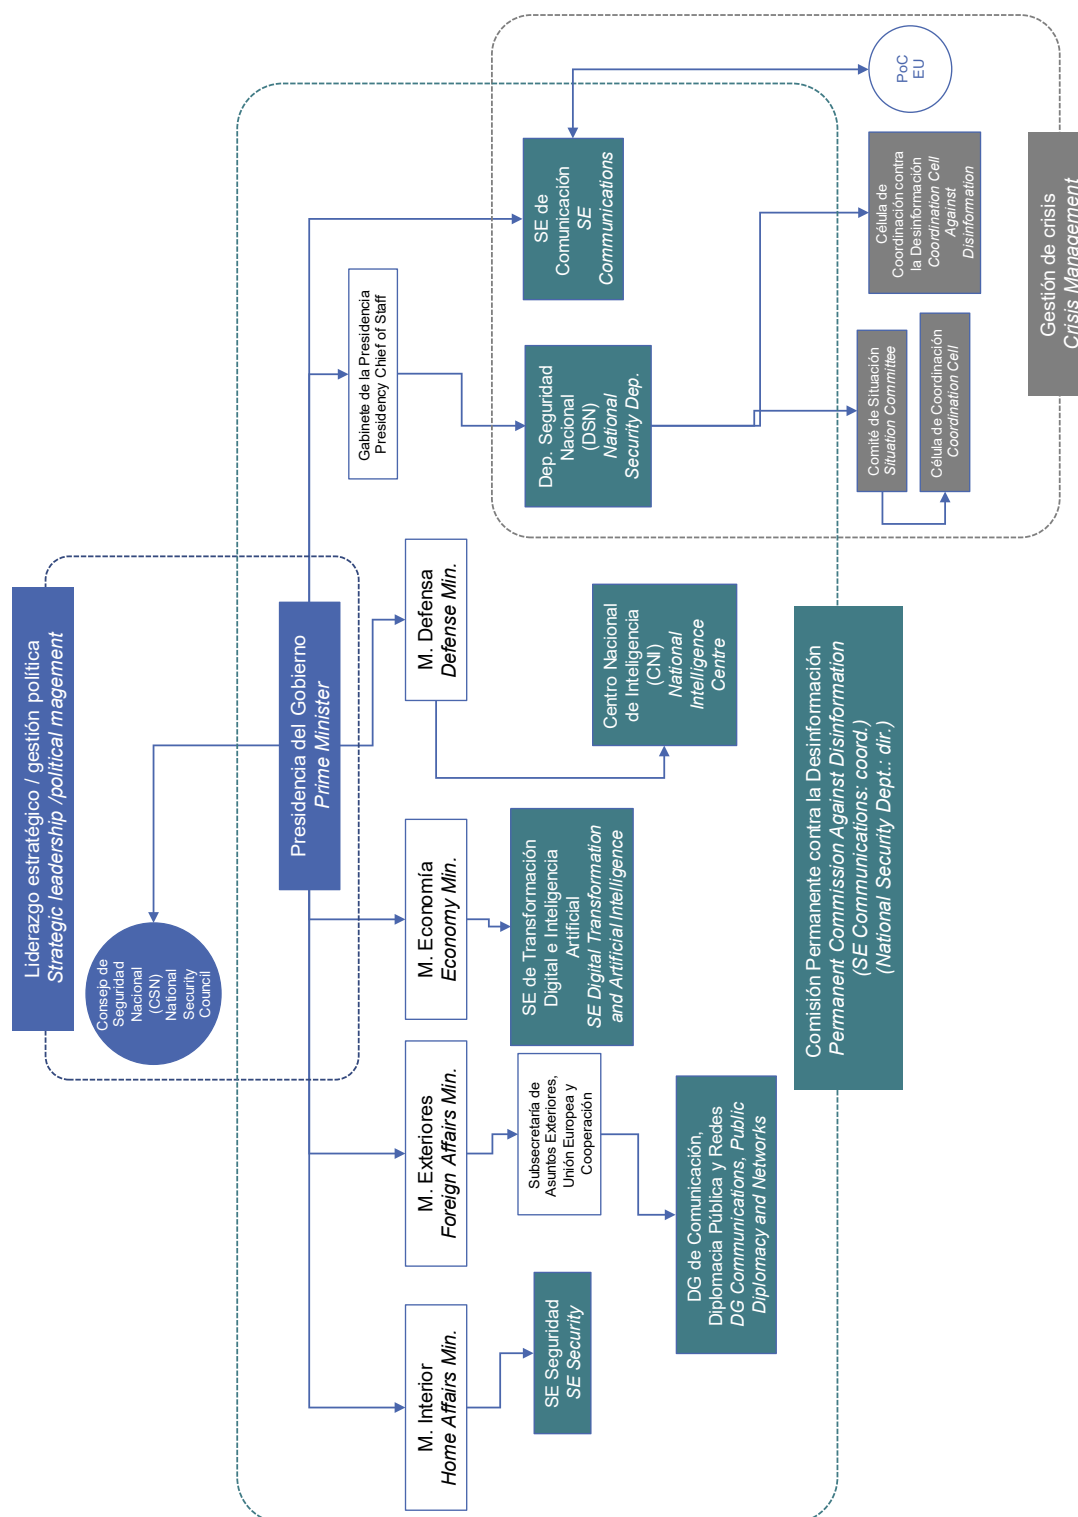 Liderazgo estratégico / gestión política
Strategic leadership /political magement
Consejo de
Seguridad
Nacional
(CSN)
National
Security
Council
Presidencia del Gobierno
Prime Minister
M. Interior
Home Affairs Min.
M. Exteriores
Foreign Affairs Min.
M. Economía
Economy Min.
M. Defensa
Defense Min.
Gabinete de la Presidencia
Presidency Chief of Staff
SE Seguridad
SE Security
Subsecretaría de
Asuntos Exteriores,
Unión Europea y
Cooperación
DG de Comunicación,
Diplomacia Pública y Redes
DG Communications, Public
Diplomacy and Networks
SE de Transformación
Digital e Inteligencia
Artificial
SE Digital Transformation
and Artificial Intelligence
Centro Nacional
de Inteligencia
(CNI)
National
Intelligence
Centre
Dep. Seguridad
Nacional
(DSN)
National
Security Dep.
SE de
Comunicación
SE
Communications
PoC
EU
Comité de Situación
Situation Committee
Célula de Coordinación
Coordination Cell
Célula de
Coordinación contra
la Desinformación
Coordination Cell
Against
Disinformation
Comisión Permanente contra la Desinformación
Permanent Commission Against Disinformation
(SE Communications: coord.)
(National Security Dept.: dir.)
Gestión de crisis
Crisis Management